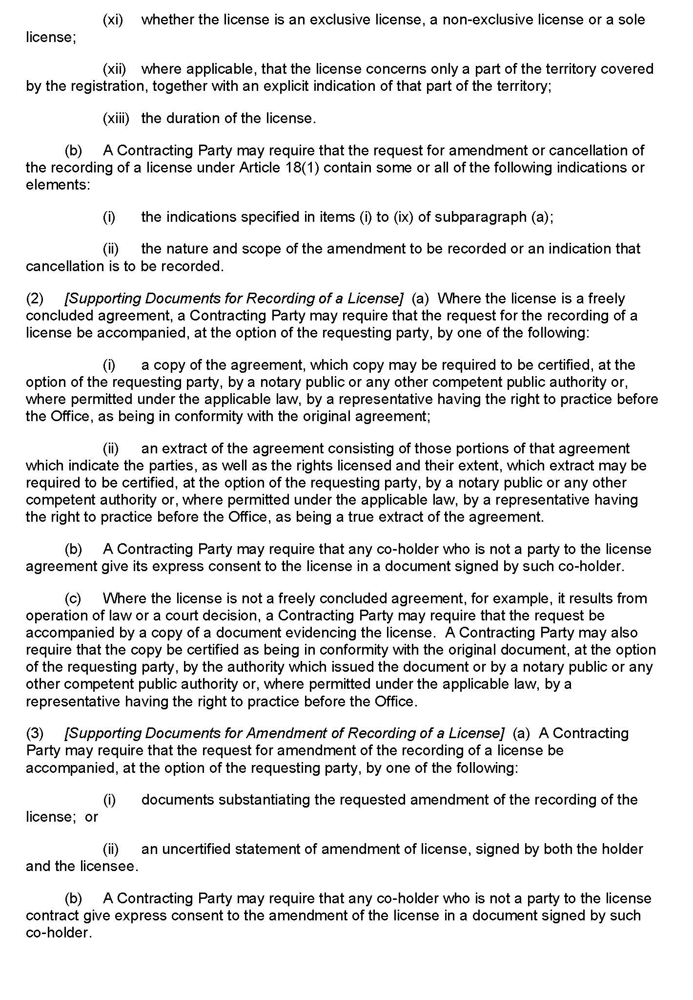 (xi) whether the license is an exclusive license, a non-exclusive license or a sole
license;
(xii) where applicable, that the license concerns only a part of the territory covered
by the registration, together with an explicit indication of that part of the territory;
(xiii) the duration of the license.
(b) A Contracting Party may require that the request for amendment or cancellation of
the recording of a license under Article 18(1) contain some or all of the following indications or
elements:
(i) the indications specified in items (i) to (ix) of subparagraph (a);
(ii) the nature and scope of the amendment to be recorded or an indication that
cancellation is to be recorded.
(2) [Supporting Documents for Recording of a License] (a) Where the license is a freely
concluded agreement, a Contracting Party may require that the request for the recording of a
license be accompanied, at the option of the requesting party, by one of the following:
(i) a copy of the agreement, which copy may be required to be certified, at the
option of the requesting party, by a notary public or any other competent public authority or,
where permitted under the applicable law, by a representative having the right to practice before
the Office, as being in conformity with the original agreement;
(ii) an extract of the agreement consisting of those portions of that agreement
which indicate the parties, as well as the rights licensed and their extent, which extract may be
required to be certified, at the option of the requesting party, by a notary public or any other
competent authority or, where permitted under the applicable law, by a representative having
the right to practice before the Office, as being a true extract of the agreement.
(b) A Contracting Party may require that any co-holder who is not a party to the license
agreement give its express consent to the license in a document signed by such co-holder.
(c) Where the license is not a freely concluded agreement, for example, it results from
operation of law or a court decision, a Contracting Party may require that the request be
accompanied by a copy of a document evidencing the license. A Contracting Party may also
require that the copy be certified as being in conformity with the original document, at the option
of the requesting party, by the authority which issued the document or by a notary public or any
other competent public authority or, where permitted under the applicable law, by a
representative having the right to practice before the Office.
(3) [Supporting Documents for Amendment of Recording of a License] (a) A Contracting
Party may require that the request for amendment of the recording of a license be
accompanied, at the option of the requesting party, by one of the following:
(i) documents substantiating the requested amendment of the recording of the
license; or
(ii) an uncertified statement of amendment of license, signed by both the holder
and the licensee.
(b) A Contracting Party may require that any co-holder who is not a party to the license
contract give express consent to the amendment of the license in a document signed by such
co-holder.